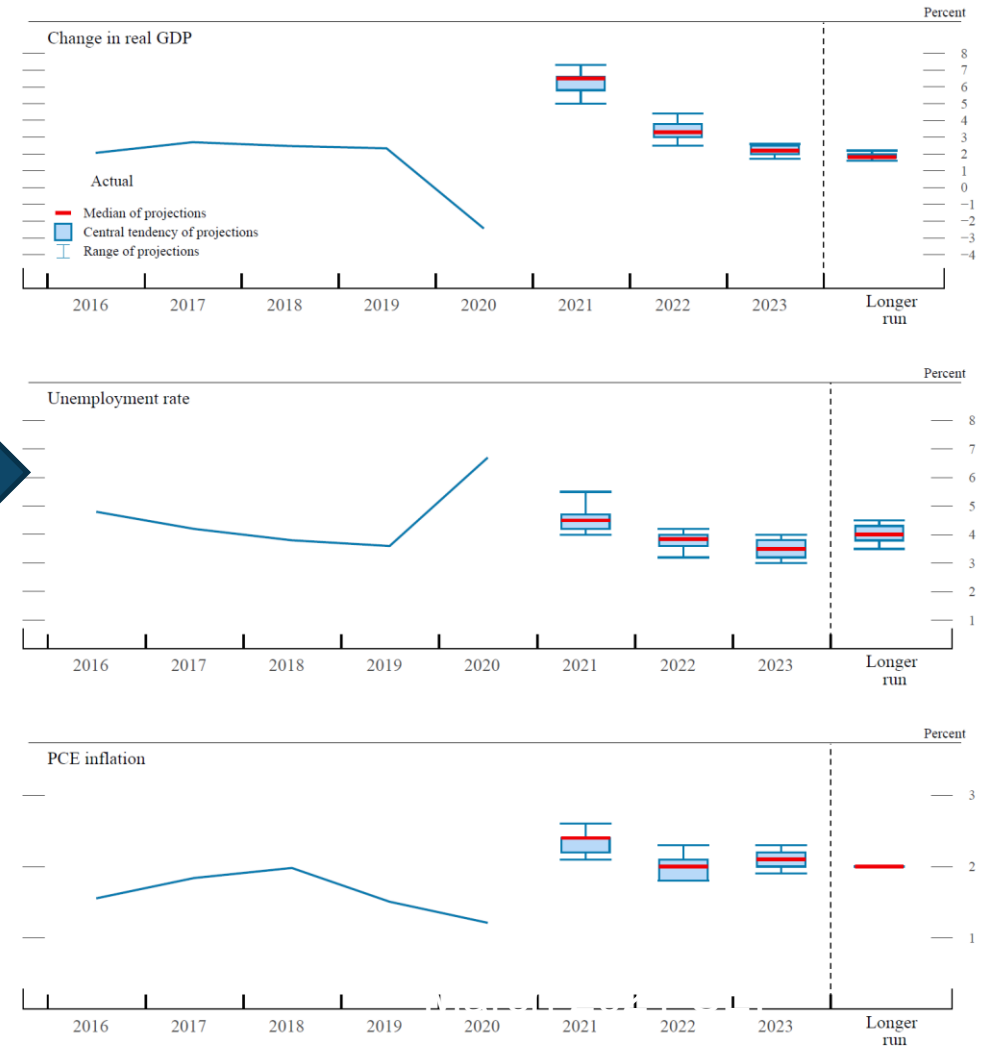 Percent
Change in real GDP
8
7
6
5
4
3
2
1
0
−1
−2
−3
−4
Actual
Median of projections
Central tendency of projections
Range of projections
2016 2017 2018 2019 2020 2021 2022 2023 Longer
run
Percent
Unemployment rate
8
7
6
5
4
3
2
1
2016 2017 2018 2019 2020 2021 2022 2023 Longer
run
Percent
PCE inflation
3
2
1
2016 2017 2018 2019 2020 2021 2022 2023 Longer
run